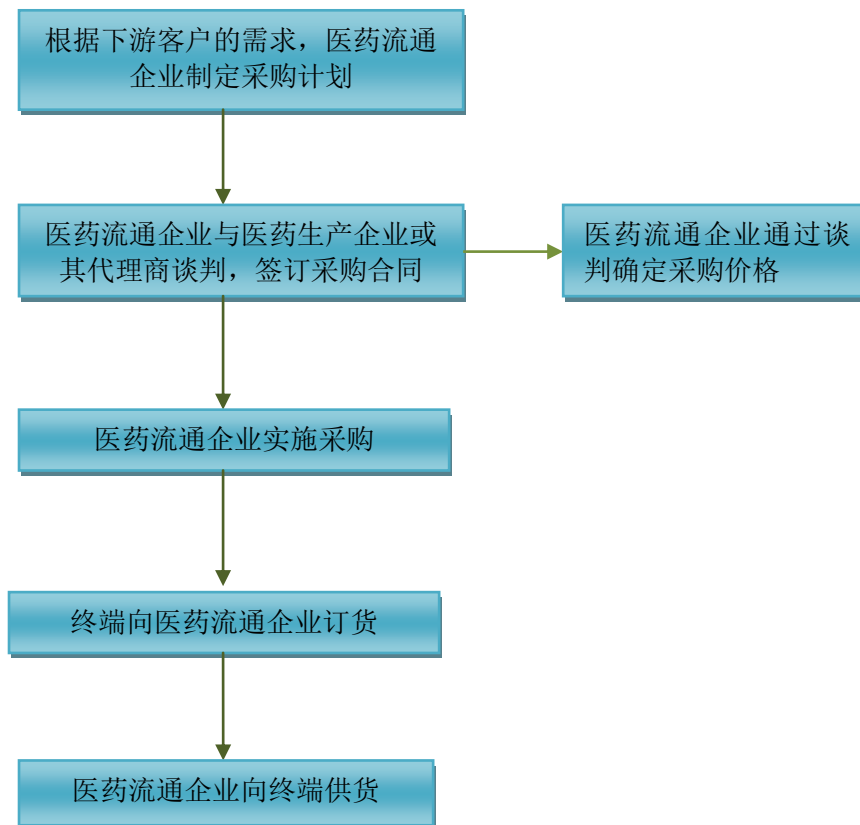 根据下游客户的需求，医药流通
企业制定采购计划
医药流通企业与医药生产企业或
其代理商谈判，签订采购合同
医药流通企业通过谈
判确定采购价格
医药流通企业实施采购
终端向医药流通企业订货
医药流通企业向终端供货